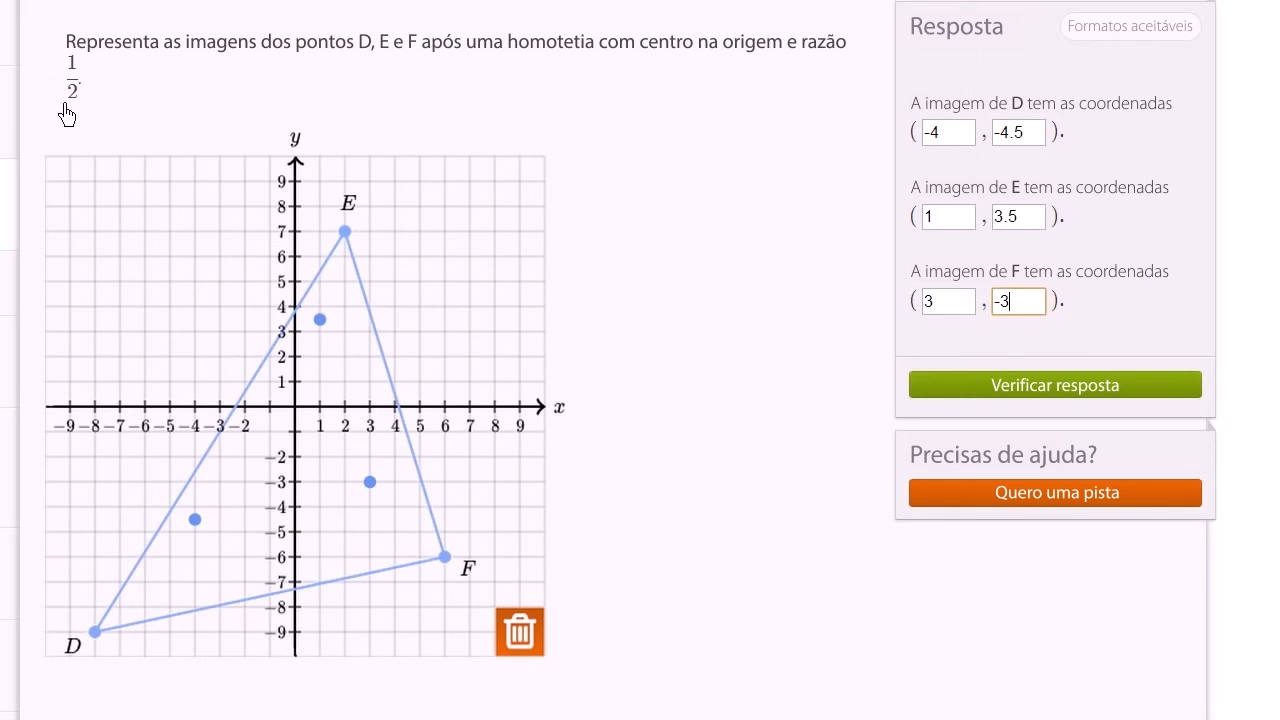 Representa as imagens dos pontos D, E e F após uma homotetia com centro na origem e razão
1
2.
y
9
8
7
6
5
4
3
2
1
E
x
−9 −8 −7 −6 −5 −4 −3 −2
1 2 3 4 5 6 7 8 9
−2
−3
−4
−5
−6
−7
−8
−9
F
D
Resposta
Formatos aceitáveis
A imagem de D tem as coordenadas
( -4 , -4.5 ).
A imagem de E tem as coordenadas
( 1 , 3.5 ).
A imagem de F tem as coordenadas
( 3 , -3 ).
Verificar resposta
Precisas de ajuda?
Quero uma pista